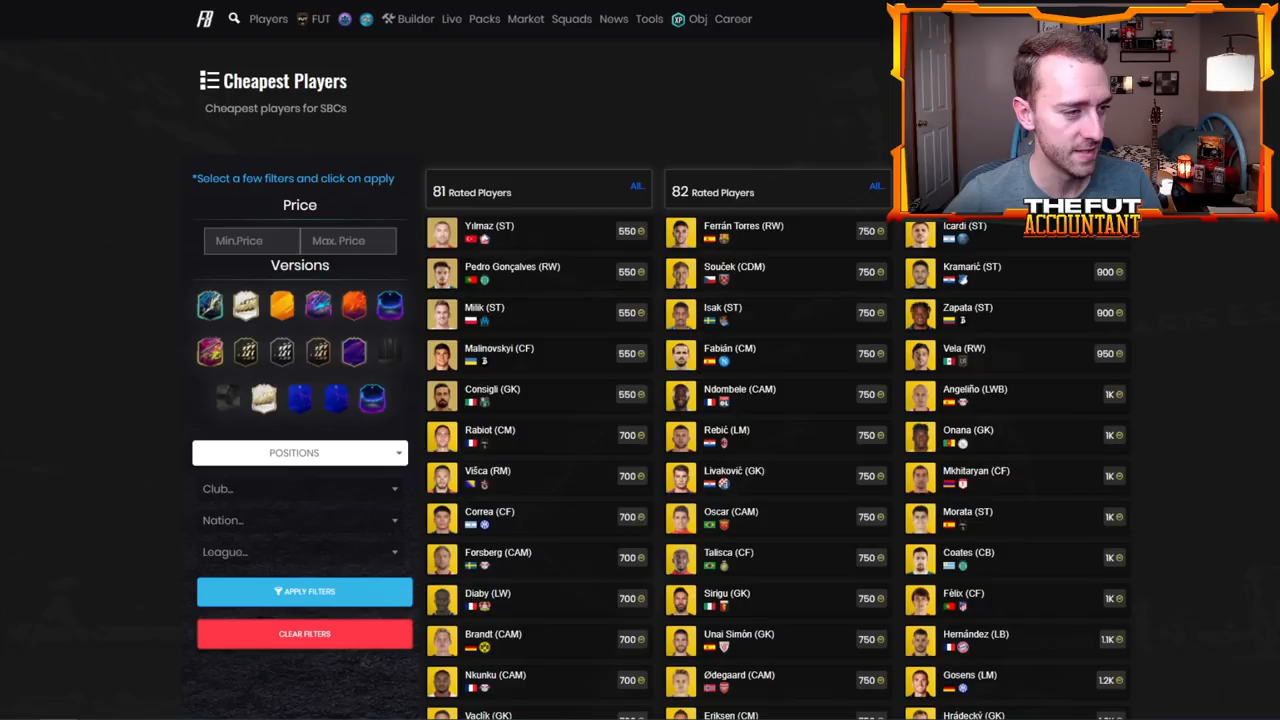 F8 Players FUT Builder Live Packs Market Squads News Tools XP Obj Career
Cheapest Players
Cheapest players for SBCs
*Select a few filters and click on apply
Price
Min.Price Max. Price
Versions
POSITIONS
Club...
Nation...
League...
APPLY FILTERS
CLEAR FILTERS
81 Rated Players All..
Yılmaz (ST) 550
Pedro Gonçalves (RW) 550
Milik (ST) 550
Malinovskyi (CF) 550
Consigli (GK) 550
Rabiot (CM) 700
Višca (RM) 700
Correa (CF) 700
Forsberg (CAM) 700
Diaby (LW) 700
Brandt (CAM) 700
Nkunku (CAM) 700
Vaclík (GK)
82 Rated Players All..
Ferrán Torres (RW) 750
Souček (CDM) 750
Isak (ST) 750
Fabián (CM) 750
Ndombele (CAM) 750
Rebić (LM) 750
Livaković (GK) 750
Oscar (CAM) 750
Talisca (CF) 750
Sirigu (GK) 750
Unai Simón (GK) 750
Ødegaard (CAM) 750
Eriksen (CM)
THE FUT
ACCOUNTANT
Icardi (ST)
Kramarić (ST) 900
Zapata (ST) 900
Vela (RW) 950
Angeliño (LWB) 1K
Onana (GK) 1K
Mkhitaryan (CF) 1K
Morata (ST) 1K
Coates (CB) 1K
Félix (CF) 1K
Hernández (LB) 1.1K
Gosens (LM) 1.2K
Hrádecký (GK)